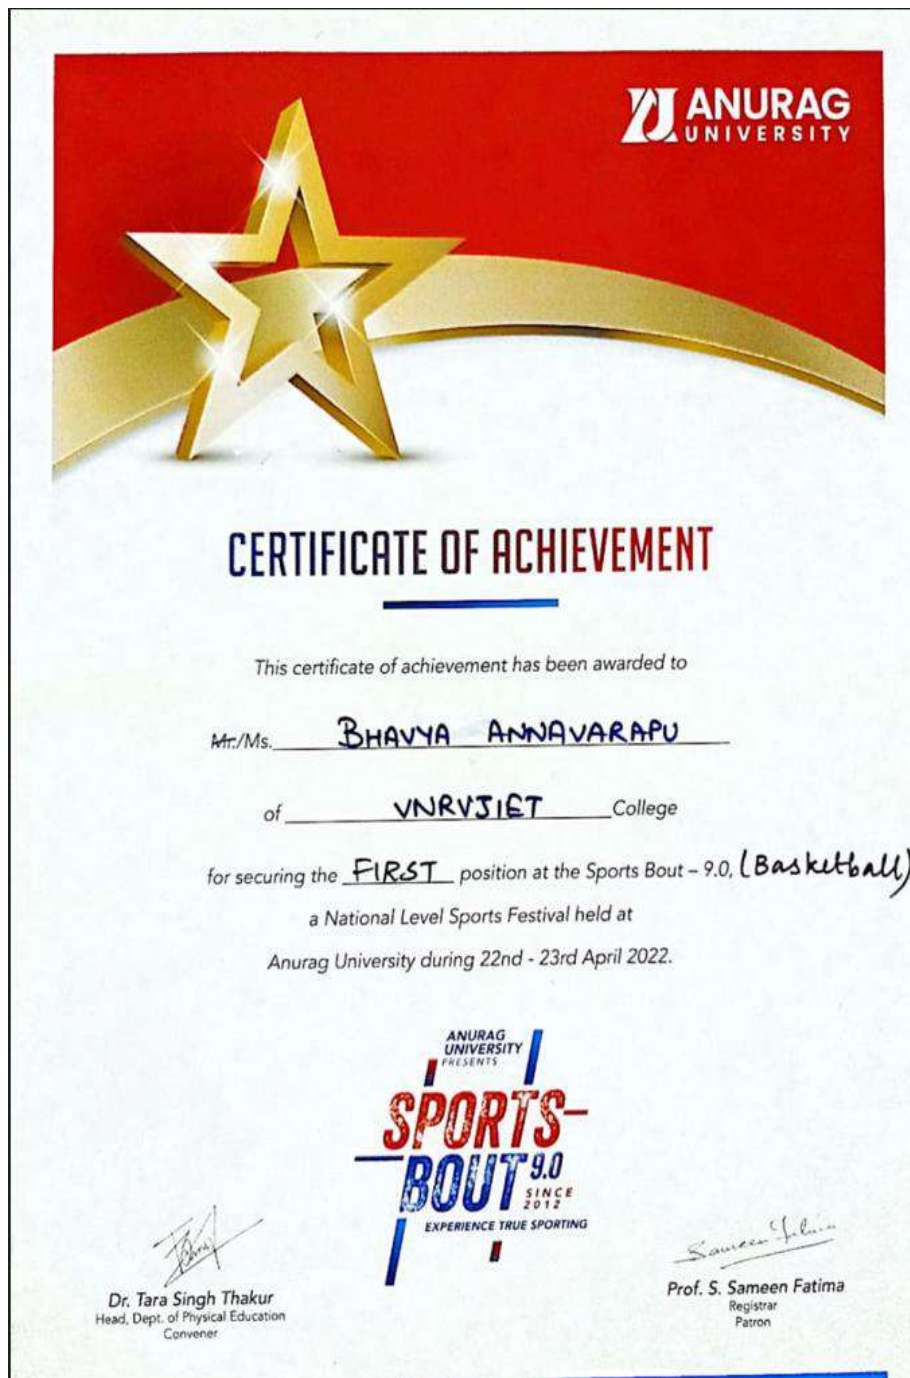 ANURAG
UNIVERSITY
CERTIFICATE OF ACHIEVEMENT
This certificate of achievement has been awarded to
Mr./Ms. BHAVYA ANNAVARAPU
of VNRVJIET College
for securing the FIRST position at the Sports Bout – 9.0, (Basketball)
a National Level Sports Festival held at
Anurag University during 22nd - 23rd April 2022.
ANURAG
UNIVERSITY
PRESENTS
SPORTS-
BOUT 9.0
SINCE
2012
EXPERIENCE TRUE SPORTING
Sameen Fatima
Dr. Tara Singh Thakur
Head, Dept. of Physical Education
Convener
Prof. S. Sameen Fatima
Registrar
Patron